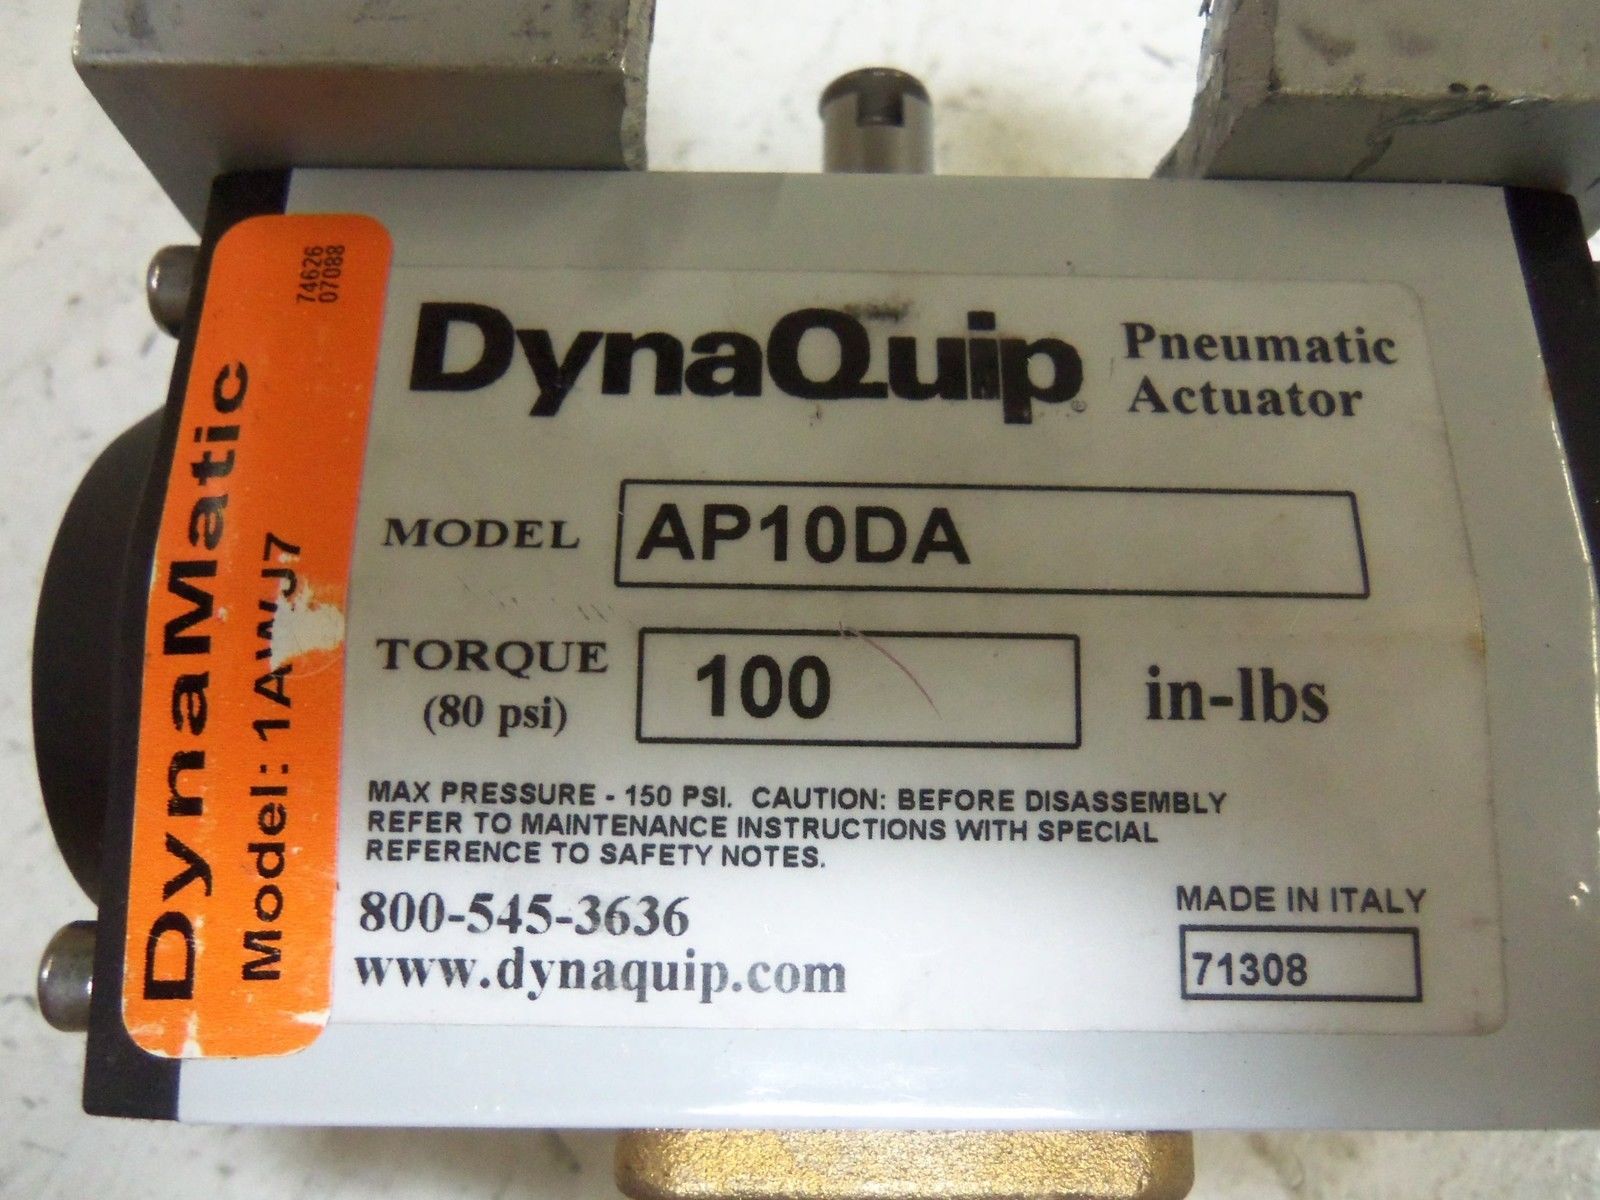 74626
07088
DynaMatic
Model: 1AWJ7
DynaQuip® Pneumatic
Actuator
MODEL AP10DA
TORQUE 100 in-lbs
(80 psi)
MAX PRESSURE - 150 PSI. CAUTION: BEFORE DISASSEMBLY
REFER TO MAINTENANCE INSTRUCTIONS WITH SPECIAL
REFERENCE TO SAFETY NOTES.
800-545-3636
www.dynaquip.com
MADE IN ITALY
71308